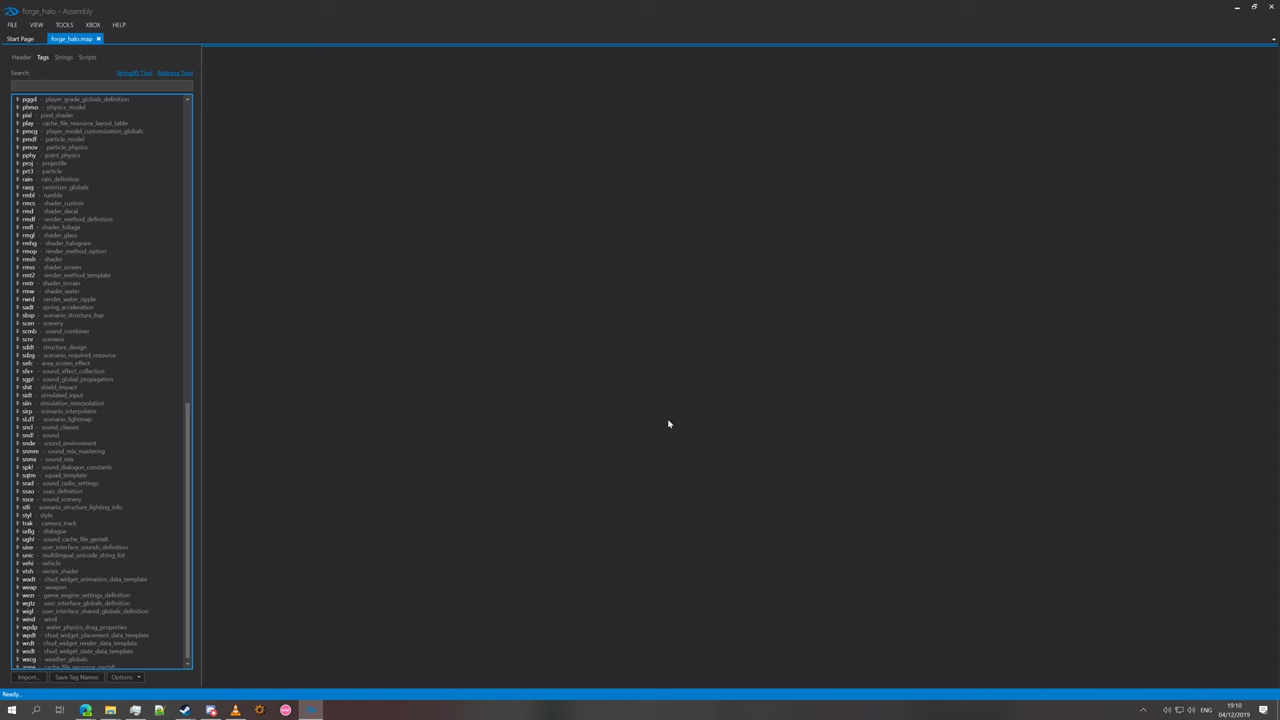 forge_halo - Assembly
FILE VIEW TOOLS XBOX HELP
Start Page forge_halo.map
Header Tags Strings Scripts
Search: StringID Tool Address Tool
pggd - player_grade_globals_definition
phmo - physics_model
pixl - pixel_shader
play - cache_file_resource_layout_table
pmcg - player_model_customization_globals
pmdf - particle_model
pmov - particle_physics
pphy - point_physics
proj - projectile
prt3 - particle
rain - rain_definition
rasg - rasterizer_globals
rmbl - rumble
rmcs - shader_custom
rmd - shader_decal
rmdf - render_method_definition
rmfl - shader_foliage
rmgl - shader_glass
rmhg - shader_halogram
rmop - render_method_option
rmsh - shader
rmss - shader_screen
rmt2 - render_method_template
rmtr - shader_terrain
rmw - shader_water
rwrd - render_water_ripple
sadt - spring_acceleration
sbsp - scenario_structure_bsp
scen - scenery
scmb - sound_combiner
scnr - scenario
sddt - structure_design
sdzg - scenario_required_resource
sefc - area_screen_effect
sfx+ - sound_effect_collection
sgp! - sound_global_propagation
shit - shield_impact
sidt - simulated_input
siin - simulation_interpolation
sirp - scenario_interpolator
sLdT - scenario_lightmap
sncl - sound_classes
snd! - sound
snde - sound_environment
snmm - sound_mix_mastering
snmx - sound_mix
spk! - sound_dialogue_constants
sqtm - squad_template
srad - sound_radio_settings
ssao - ssao_definition
ssce - sound_scenery
stli - scenario_structure_lighting_info
styl - style
trak - camera_track
udlg - dialogue
ugh! - sound_cache_file_gestalt
uise - user_interface_sounds_definition
unic - multilingual_unicode_string_list
vehi - vehicle
vtsh - vertex_shader
wadt - chud_widget_animation_data_template
weap - weapon
wezr - game_engine_settings_definition
wgtz - user_interface_globals_definition
wigl - user_interface_shared_globals_definition
wind - wind
wpdp - water_physics_drag_properties
wpdt - chud_widget_placement_data_template
wrdt - chud_widget_render_data_template
wsdt - chud_widget_state_data_template
wxcg - weather_globals
zone - cache_file_resource_gestalt
Import... Save Tag Names Options
Ready...
ENG
19:10
04/12/2019